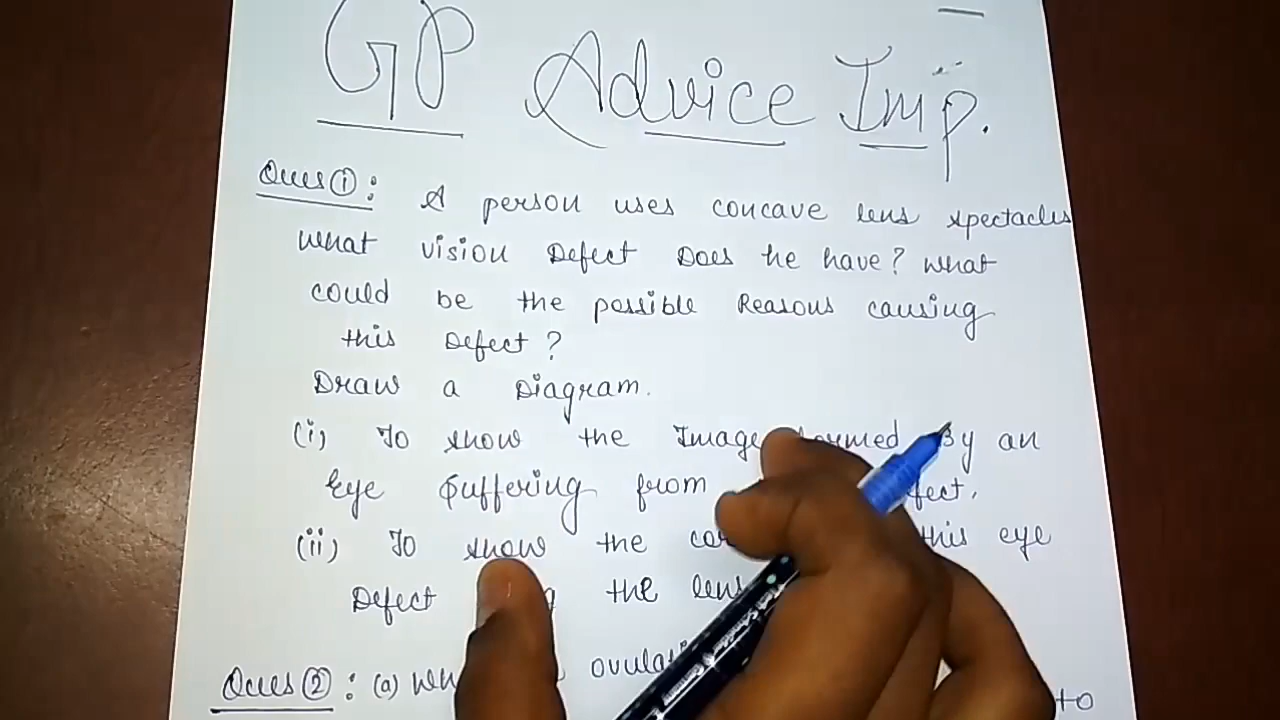 GP Advice Imp.
Ques ①: A person uses concave lens spectacles
What vision Defect Does he have? What
could be the possible Reasons causing
this Defect?
Draw a Diagram.
(i) To show the Image formed By an
Eye suffering from
(ii) To show the this eye
Defect the lens
Ques ②: (a) to